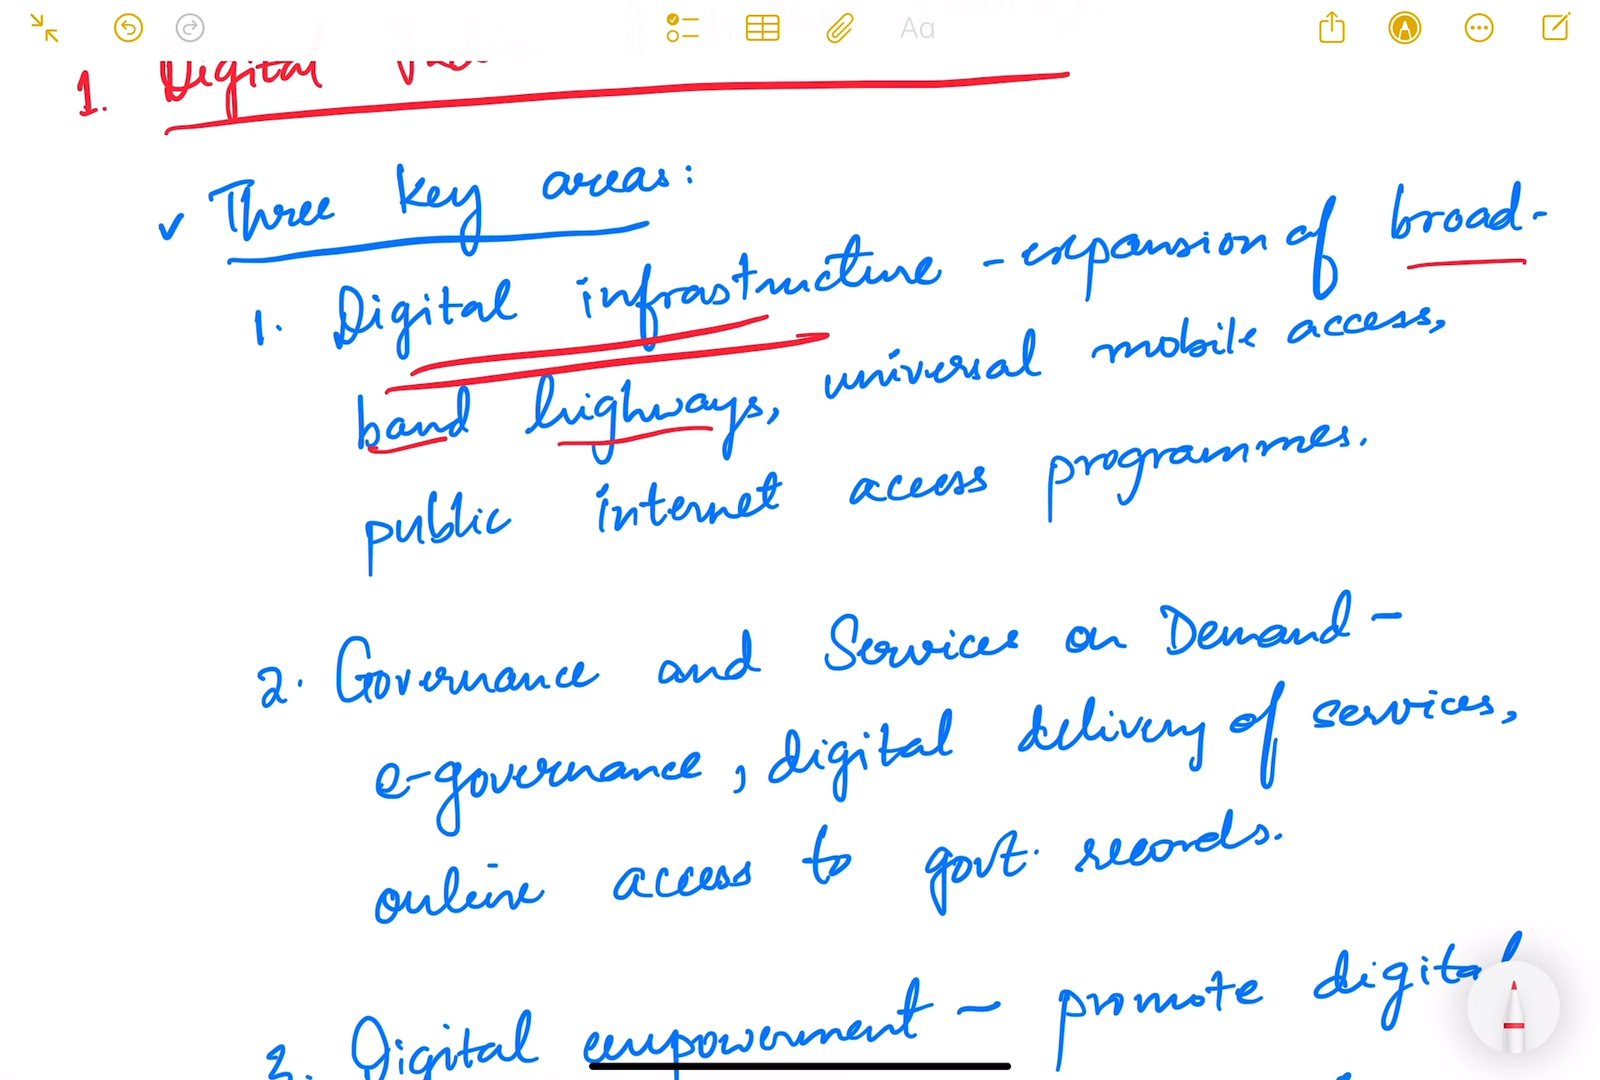 1. Digital
✓ Three key areas:
1. Digital infrastructure - expansion of broad-
band highways, universal mobile access,
public internet access programmes.
2. Governance and Services on Demand -
e-governance, digital delivery of services,
online access to govt. records.
3. Digital empowerment - promote digital
Aa